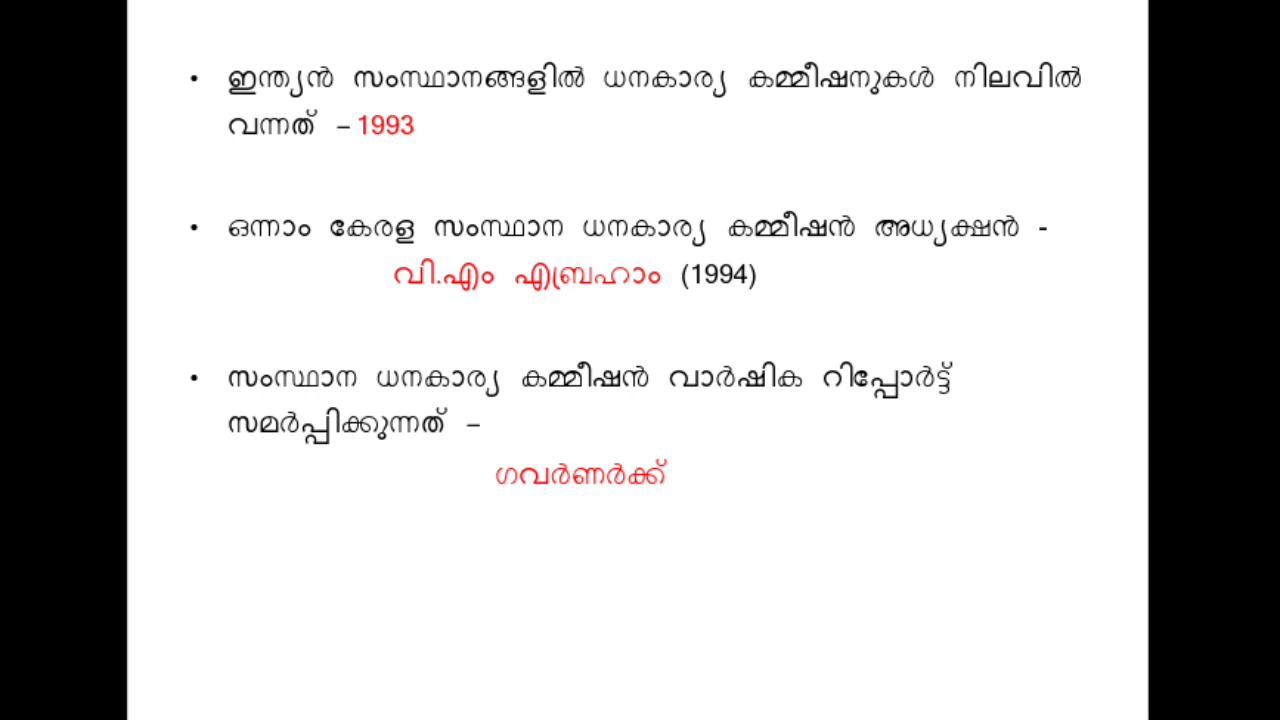 • ഇന്ത്യൻ സംസ്ഥാനങ്ങളിൽ ധനകാര്യ കമ്മീഷനുകൾ നിലവിൽ
വന്നത് – 1993
• ഒന്നാം കേരള സംസ്ഥാന ധനകാര്യ കമ്മീഷൻ അധ്യക്ഷൻ -
വി.എം എബ്രഹാം (1994)
• സംസ്ഥാന ധനകാര്യ കമ്മീഷൻ വാർഷിക റിപ്പോർട്ട്
സമർപ്പിക്കുന്നത് –
ഗവർണർക്ക്